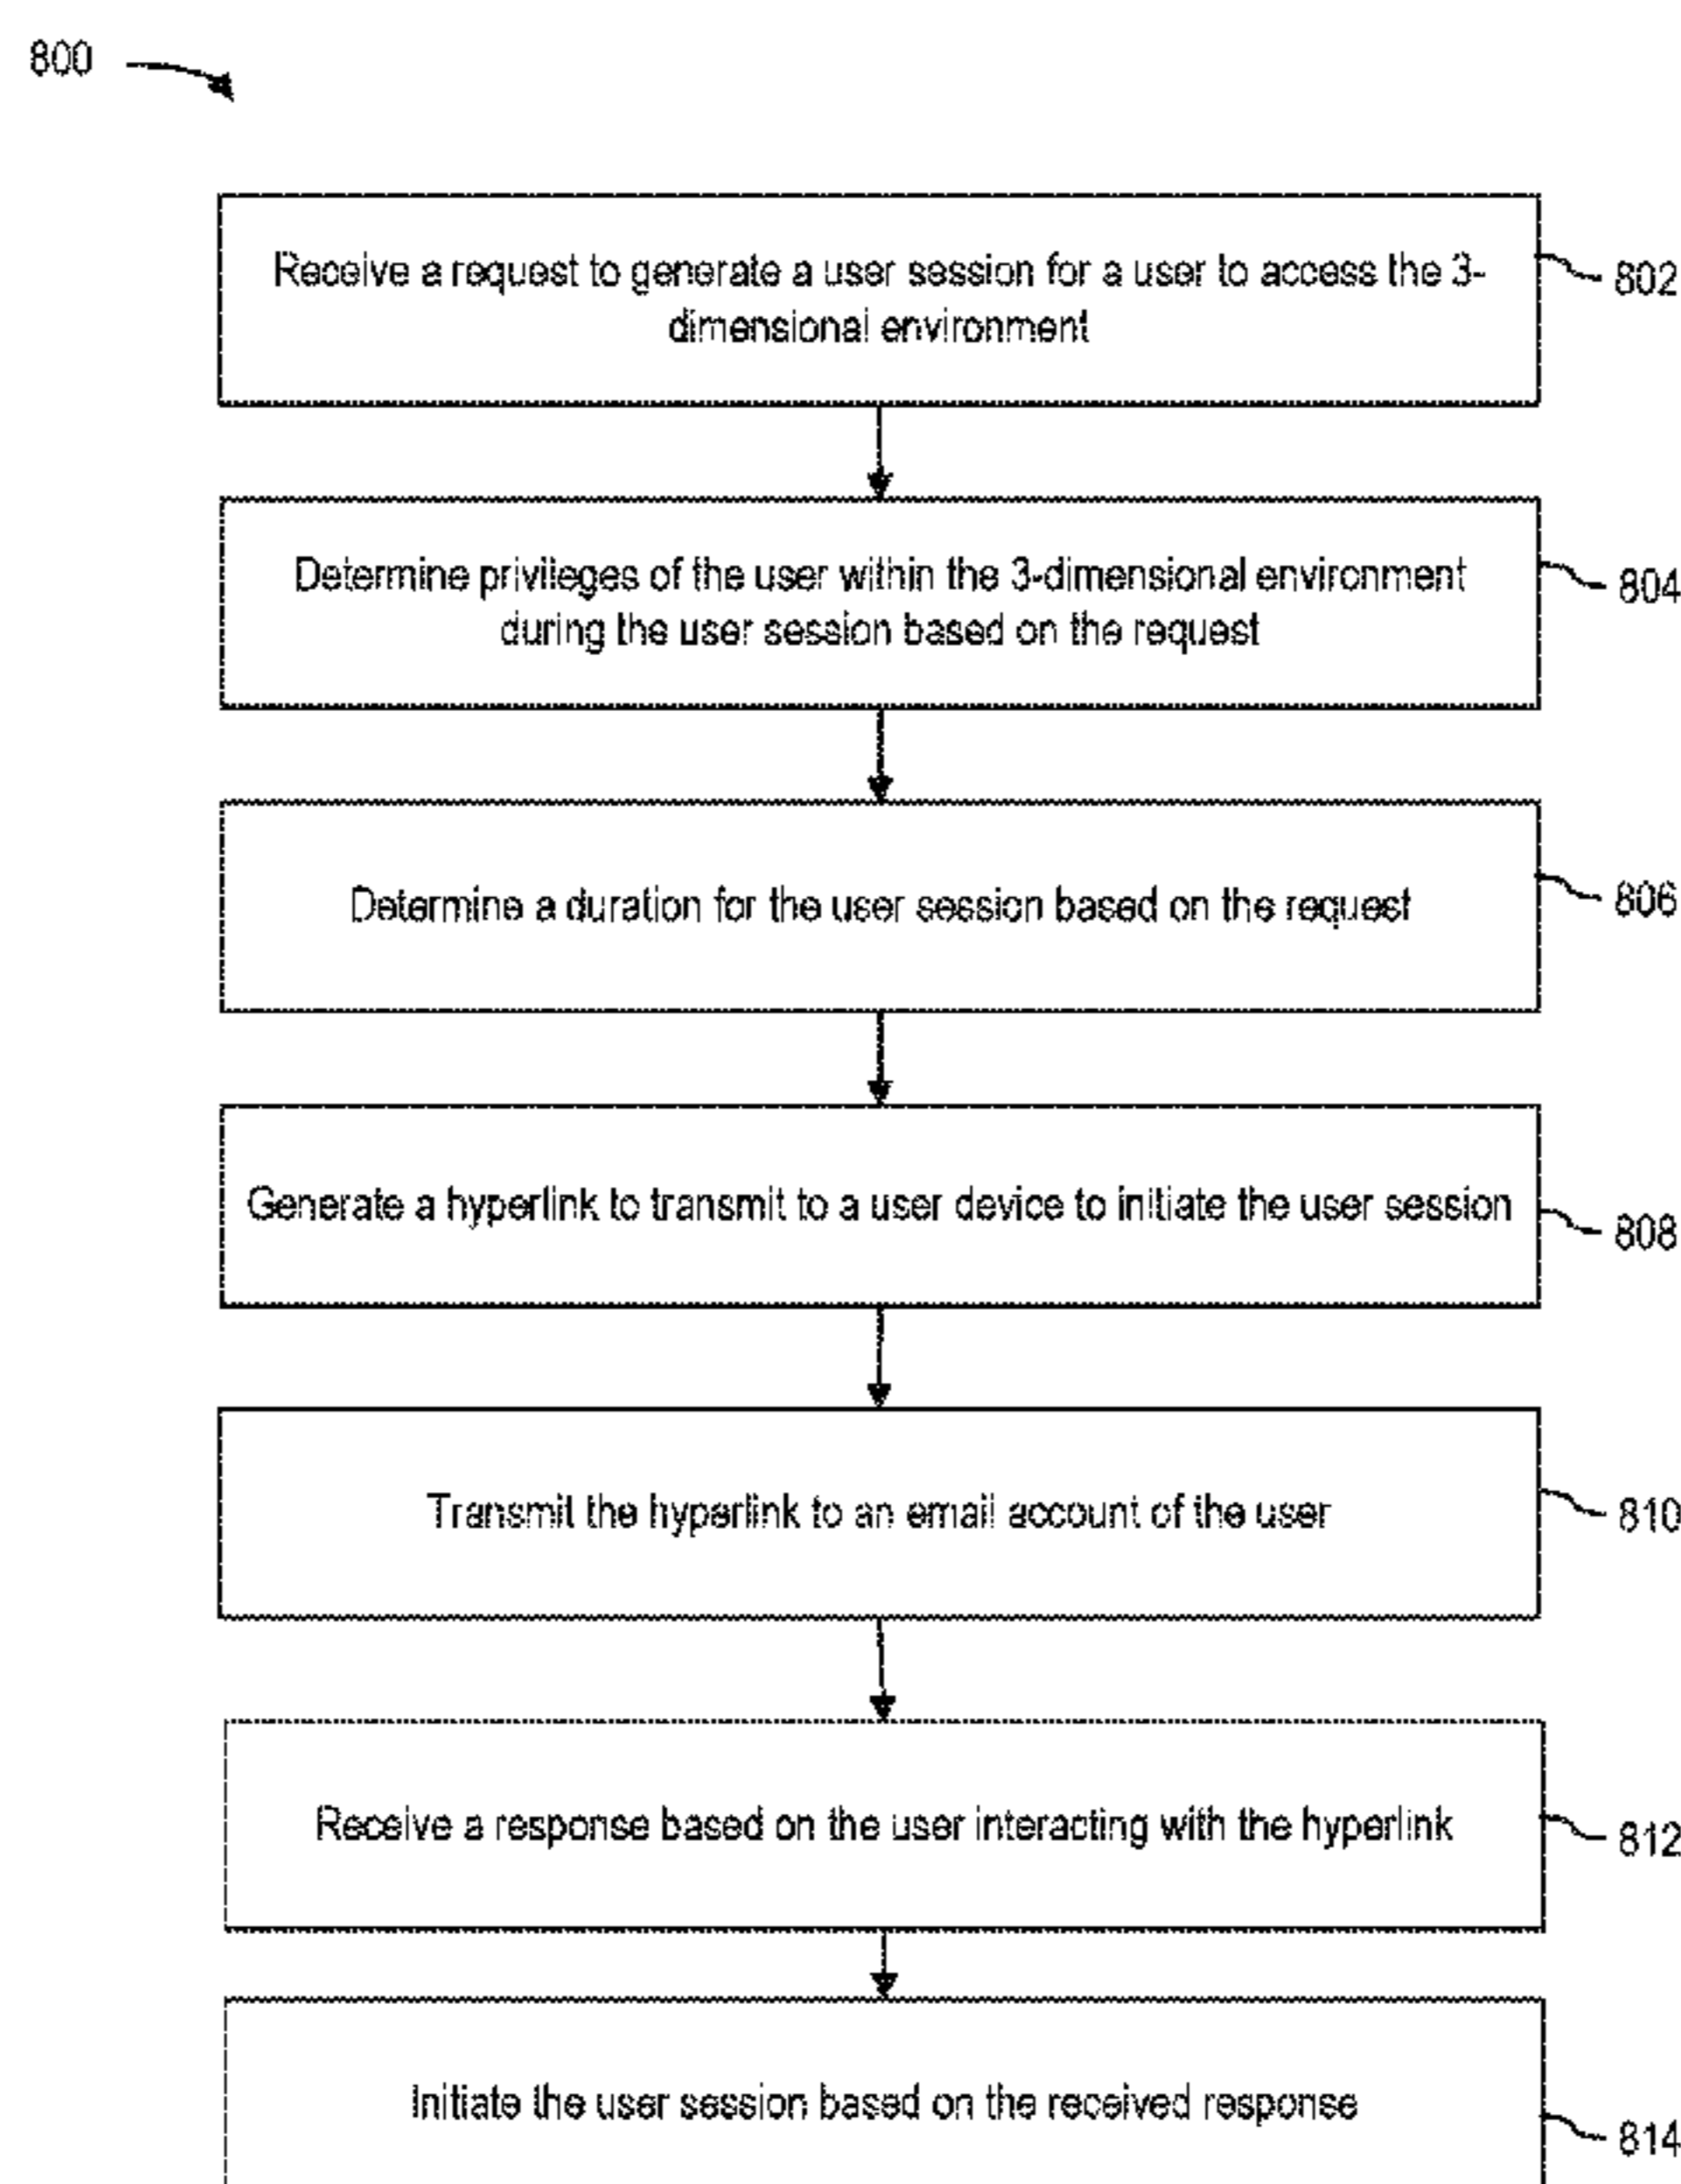 800
Receive a request to generate a user session for a user to access the 3-
dimensional environment
802
Determine privileges of the user within the 3-dimensional environment
during the user session based on the request
804
Determine a duration for the user session based on the request
806
Generate a hyperlink to transmit to a user device to initiate the user session
808
Transmit the hyperlink to an email account of the user
810
Receive a response based on the user interacting with the hyperlink
812
Initiate the user session based on the received response
814